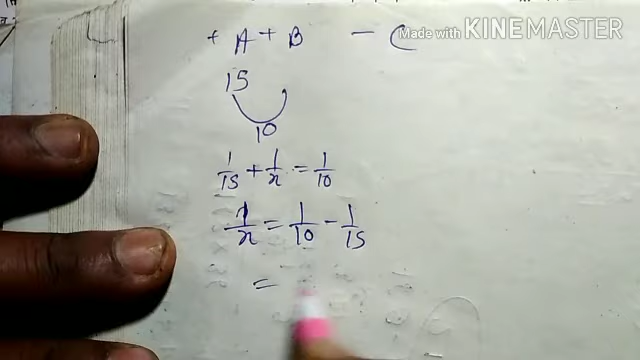 Made with KINEMASTER
+ A + B - C
15
10
1/15 + 1/x = 1/10
1/x = 1/10 - 1/15
=